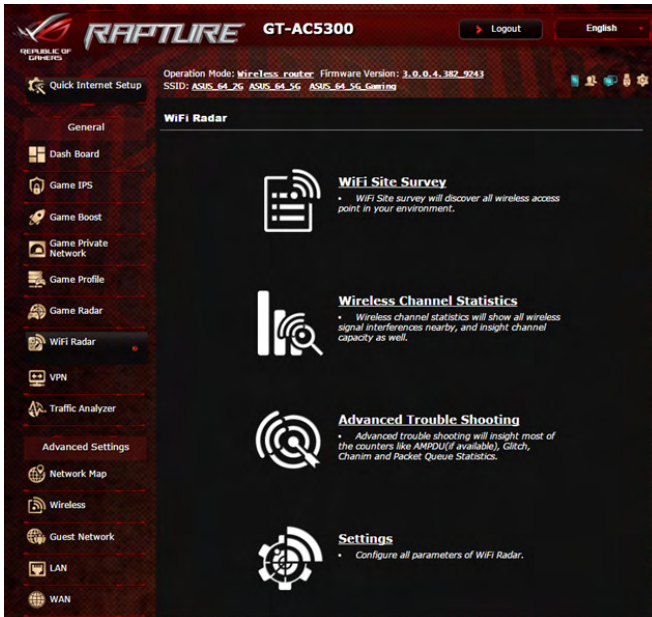 REPUBLIC OF
GAMERS
RAPTURE
GT-AC5300
Logout
English
Quick Internet Setup
Operation Mode: Wireless router Firmware Version: 3.0.0.4.382_9243
SSID: ASUS_64_2G ASUS_64_5G ASUS_64_5G_Gaming
General
Dash Board
Game IPS
Game Boost
Game Private
Network
Game Profile
Game Radar
WiFi Radar
VPN
Traffic Analyzer
Advanced Settings
Network Map
Wireless
Guest Network
LAN
WAN
WiFi Radar
WiFi Site Survey
• WiFi Site survey will discover all wireless access
point in your environment.
Wireless Channel Statistics
• Wireless channel statistics will show all wireless
signal interferences nearby, and insight channel
capacity as well.
Advanced Trouble Shooting
• Advanced trouble shooting will insight most of
the counters like AMPDU(if available), Glitch,
Chanim and Packet Queue Statistics.
Settings
• Configure all parameters of WiFi Radar.